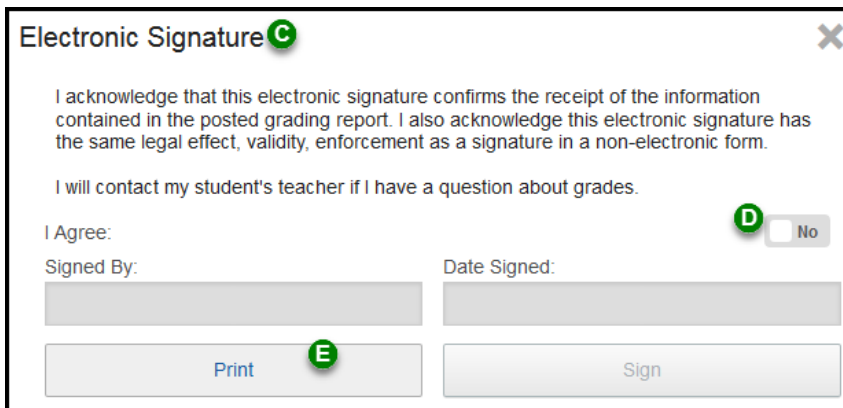 Electronic Signature C
I acknowledge that this electronic signature confirms the receipt of the information
contained in the posted grading report. I also acknowledge this electronic signature has
the same legal effect, validity, enforcement as a signature in a non-electronic form.
I will contact my student's teacher if I have a question about grades.
I Agree: D No
Signed By: Date Signed:
Print E Sign